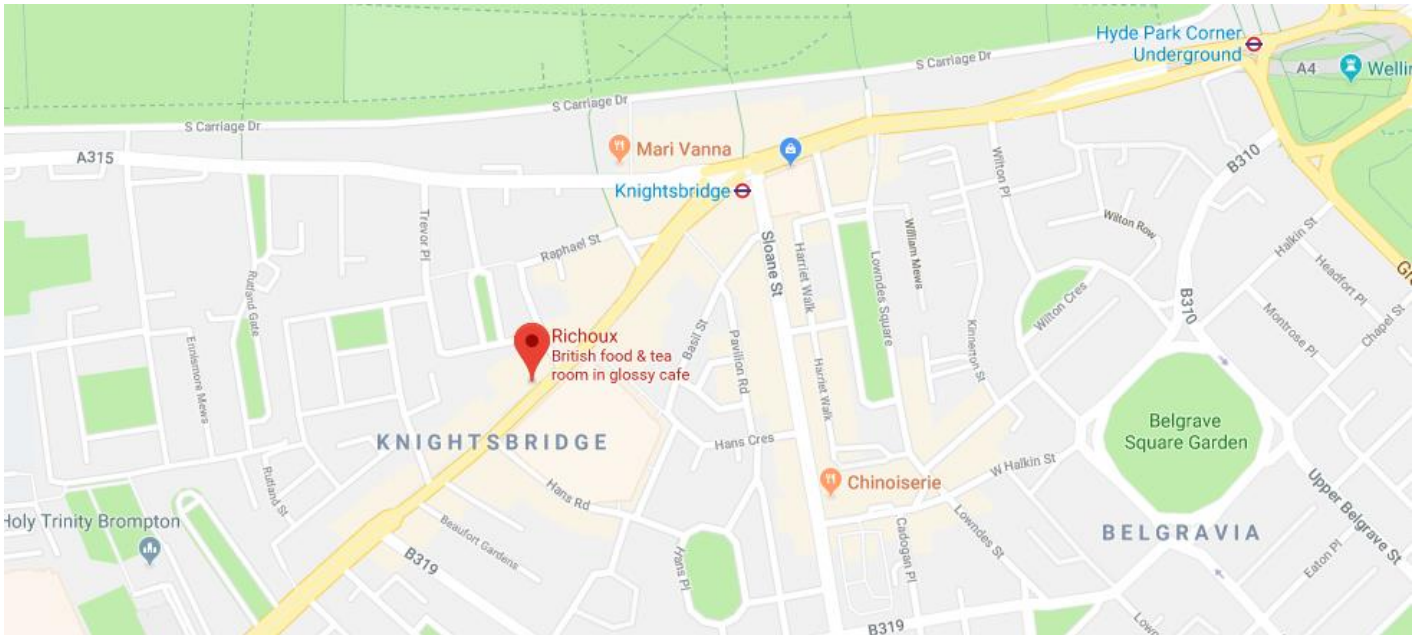 Hyde Park Corner
Underground
A4
Wellin
S Carriage Dr
S Carriage Dr
S Carriage Dr
A315
Mari Vanna
Knightsbridge
B310
Wilton Pl
Wilton Row
Halkin St
Headfort Pl
Trevor Pl
Raphael St
Sloane St
Harriet Walk
William Mews
Lowndes Square
Rutland Gate
B310
Wilton Cres
Montrose Pl
Chapel St
Kinnerton St
Richoux
British food & tea
room in glossy cafe
Basil St
Pavilion Rd
Harriet Walk
Ennismore Mews
KNIGHTSBRIDGE
Hans Cres
Belgrave
Square Garden
W Halkin St
Chinoiserie
Rutland St
Hans Rd
Holy Trinity Brompton
Beaufort Gardens
B319
Hans Pl
Cadogan Pl
Lowndes St
BELGRAVIA
Upper Belgrave St
Eaton Pl
B319